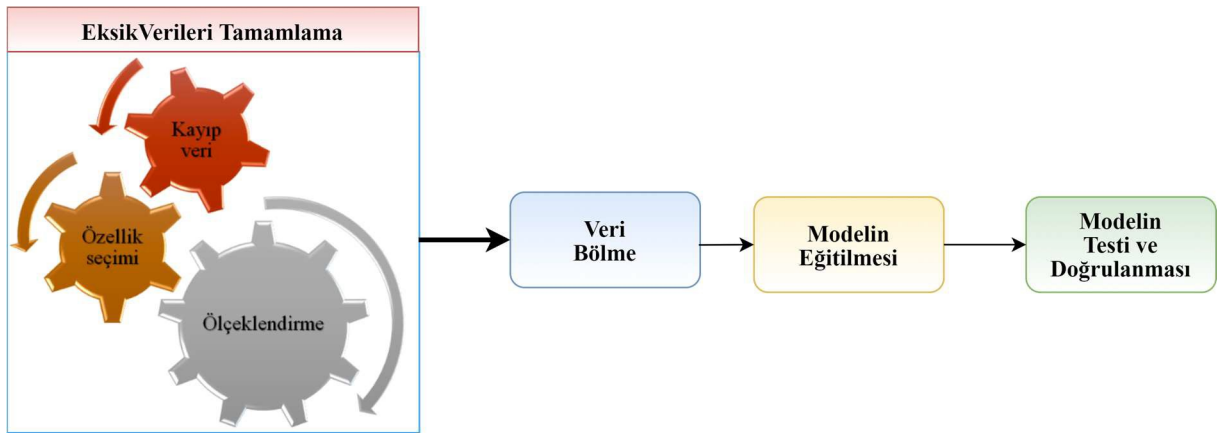 EksikVerileri Tamamlama
Kayıp
veri
Özellik
seçimi
Ölçeklendirme
Veri
Bölme
Modelin
Eğitilmesi
Modelin
Testi ve
Doğrulanması